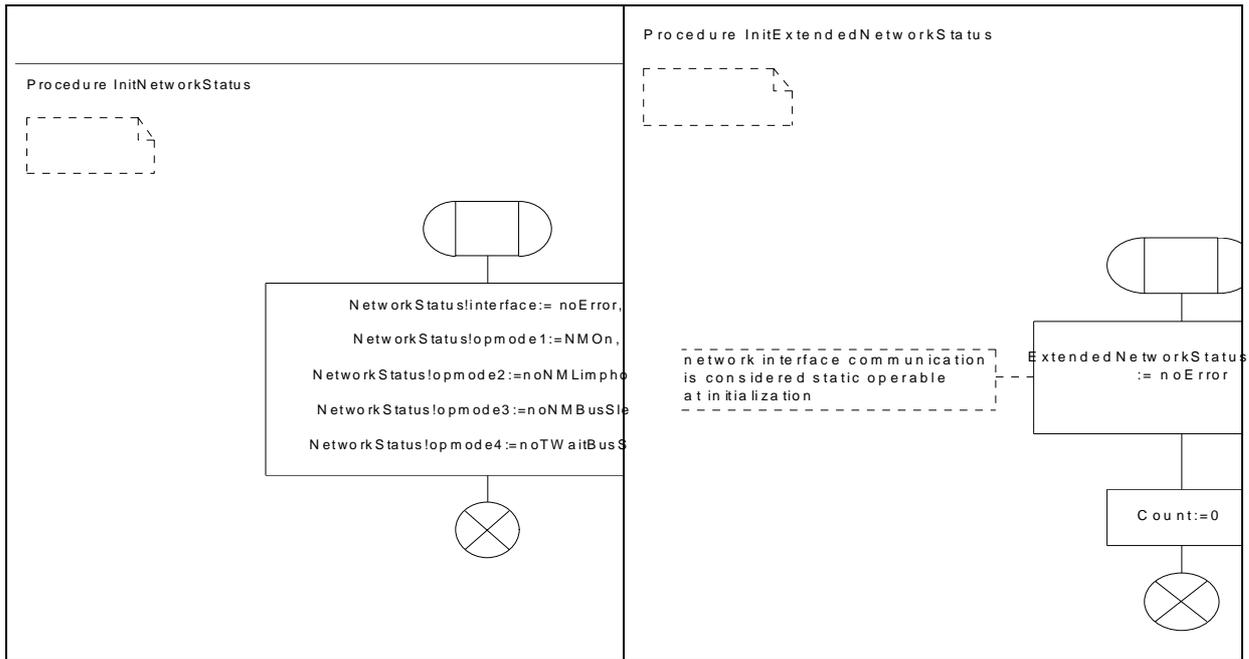 Procedure InitNetworkStatus
NetworkStatus!interface:= noError,
NetworkStatus!opmode1:=NMOn,
NetworkStatus!opmode2:=noNMLimpho
NetworkStatus!opmode3:=noNMBusSle
NetworkStatus!opmode4:=noTWaitBusS
Procedure InitExtendedNetworkStatus
network interface communication
is considered static operable
at initialization
ExtendedNetworkStatus
:= noError
Count:=0